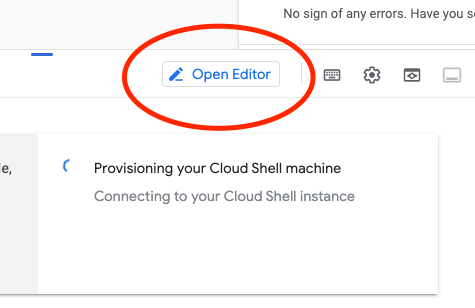 No sign of any errors. Have you
Open Editor
Provisioning your Cloud Shell machine
Connecting to your Cloud Shell instance